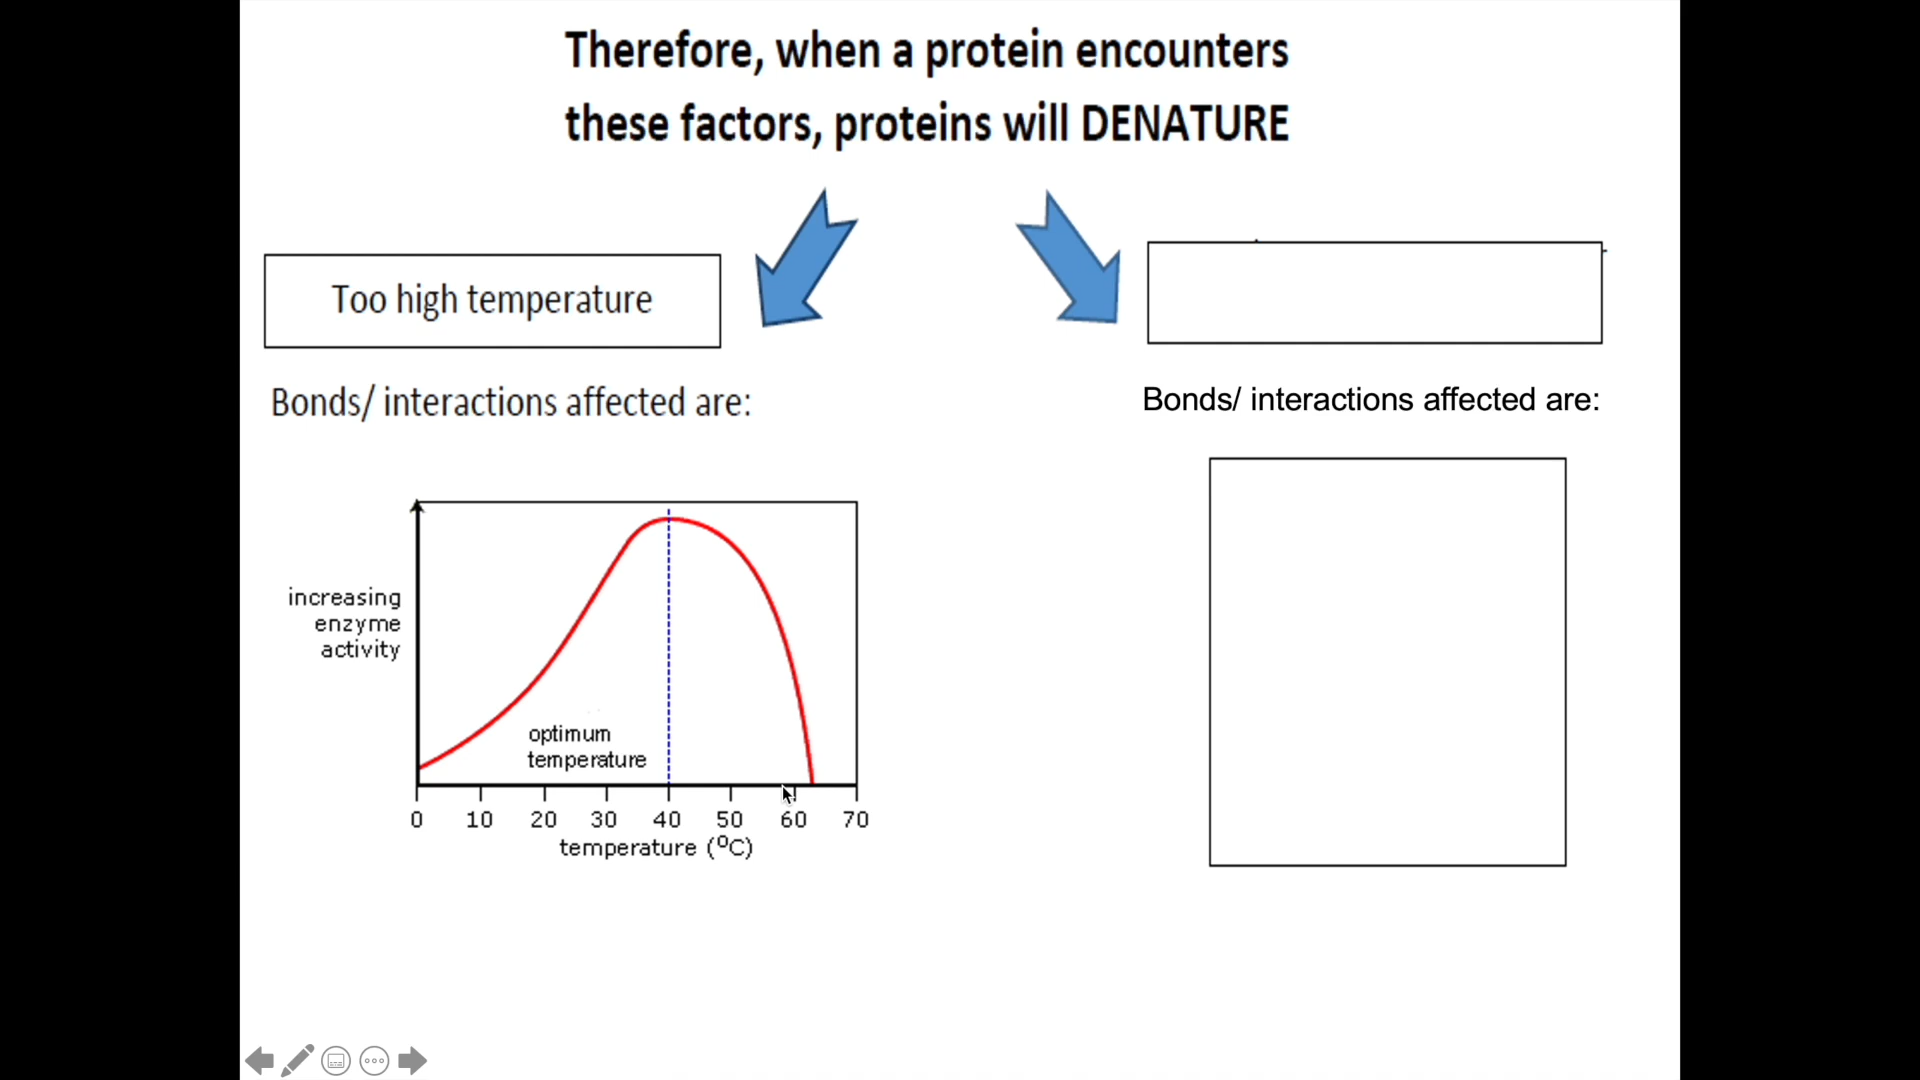 Therefore, when a protein encounters
these factors, proteins will DENATURE
Too high temperature
Bonds/ interactions affected are:
Bonds/ interactions affected are:
increasing
enzyme
activity
optimum
temperature
0 10 20 30 40 50 60 70
temperature (⁰C)